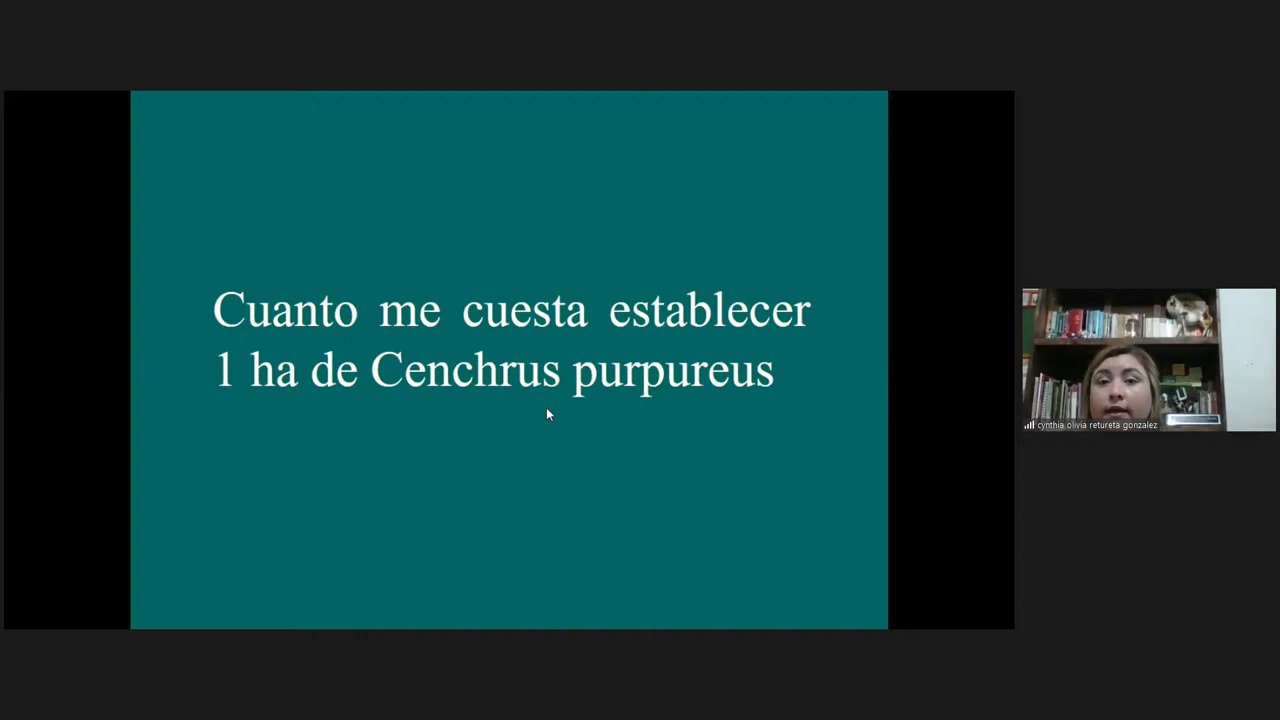 Cuanto me cuesta establecer
1 ha de Cenchrus purpureus
cynthia olivia retureta gonzalez